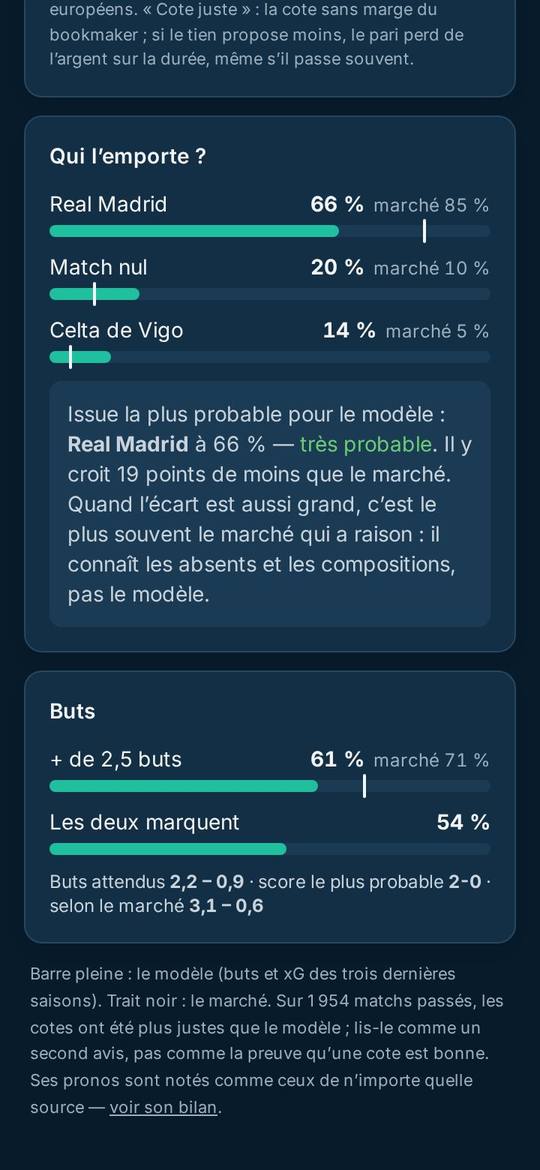 européens. « Cote juste » : la cote sans marge du
bookmaker ; si le tien propose moins, le pari perd de
l’argent sur la durée, même s’il passe souvent.
Qui l’emporte ?
Real Madrid 66 % marché 85 %
Match nul 20 % marché 10 %
Celta de Vigo 14 % marché 5 %
Issue la plus probable pour le modèle :
Real Madrid à 66 % — très probable. Il y
croit 19 points de moins que le marché.
Quand l’écart est aussi grand, c’est le
plus souvent le marché qui a raison : il
connaît les absents et les compositions,
pas le modèle.
Buts
+ de 2,5 buts 61 % marché 71 %
Les deux marquent 54 %
Buts attendus 2,2 – 0,9 · score le plus probable 2-0 ·
selon le marché 3,1 – 0,6
Barre pleine : le modèle (buts et xG des trois dernières
saisons). Trait noir : le marché. Sur 1 954 matchs passés, les
cotes ont été plus justes que le modèle ; lis-le comme un
second avis, pas comme la preuve qu’une cote est bonne.
Ses pronos sont notés comme ceux de n’importe quelle
source — voir son bilan.